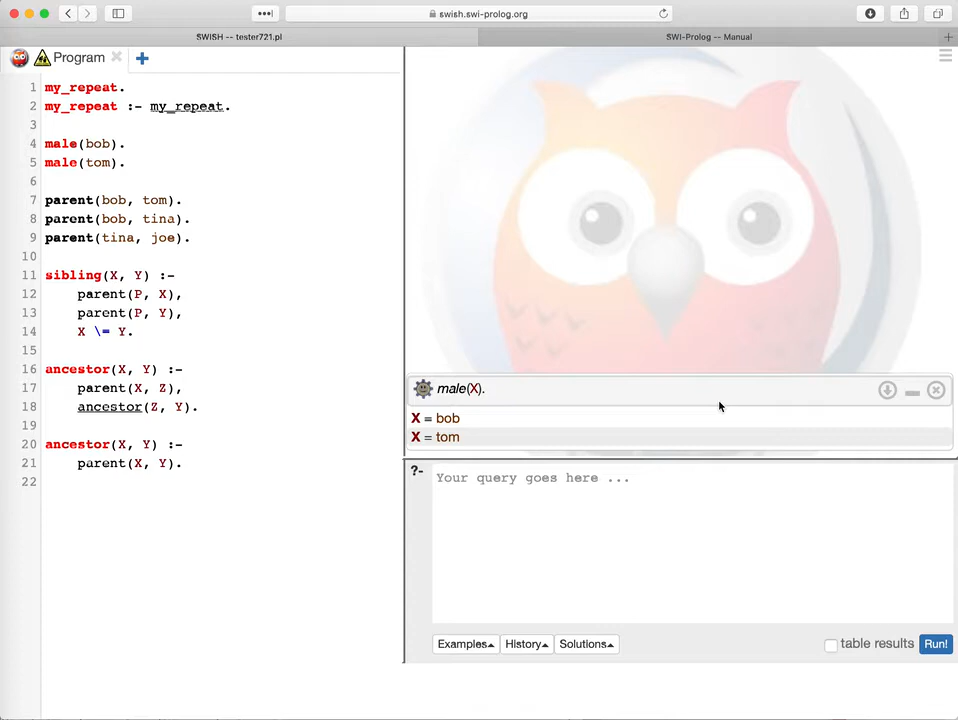 swish.swi-prolog.org
SWISH -- tester721.pl
SWI-Prolog -- Manual
Program
1 my_repeat.
2 my_repeat :- my_repeat.
3
4 male(bob).
5 male(tom).
6
7 parent(bob, tom).
8 parent(bob, tina).
9 parent(tina, joe).
10
11 sibling(X, Y) :-
12 parent(P, X),
13 parent(P, Y),
14 X \= Y.
15
16 ancestor(X, Y) :-
17 parent(X, Z),
18 ancestor(Z, Y).
19
20 ancestor(X, Y) :-
21 parent(X, Y).
22
male(X).
X = bob
X = tom
?- Your query goes here ...
Examples History Solutions table results Run!